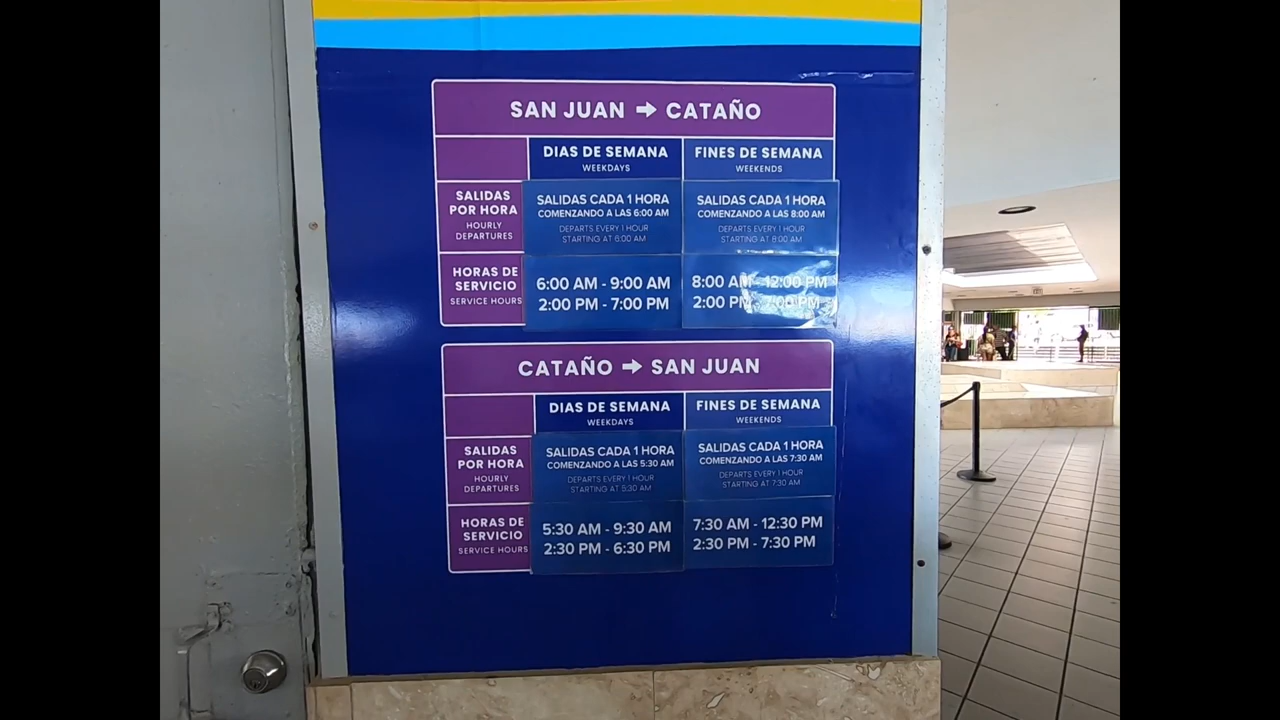 SAN JUAN ➡ CATAÑO
DIAS DE SEMANA
WEEKDAYS
FINES DE SEMANA
WEEKENDS
SALIDAS
POR HORA
HOURLY
DEPARTURES
SALIDAS CADA 1 HORA
COMENZANDO A LAS 6:00 AM
DEPARTS EVERY 1 HOUR
STARTING AT 6:00 AM
SALIDAS CADA 1 HORA
COMENZANDO A LAS 8:00 AM
DEPARTS EVERY 1 HOUR
STARTING AT 8:00 AM
HORAS DE
SERVICIO
SERVICE HOURS
6:00 AM - 9:00 AM
2:00 PM - 7:00 PM
8:00 AM - 12:00 PM
2:00 PM - 7:00 PM
CATAÑO ➡ SAN JUAN
DIAS DE SEMANA
WEEKDAYS
FINES DE SEMANA
WEEKENDS
SALIDAS
POR HORA
HOURLY
DEPARTURES
SALIDAS CADA 1 HORA
COMENZANDO A LAS 5:30 AM
DEPARTS EVERY 1 HOUR
STARTING AT 5:30 AM
SALIDAS CADA 1 HORA
COMENZANDO A LAS 7:30 AM
DEPARTS EVERY 1 HOUR
STARTING AT 7:30 AM
HORAS DE
SERVICIO
SERVICE HOURS
5:30 AM - 9:30 AM
2:30 PM - 6:30 PM
7:30 AM - 12:30 PM
2:30 PM - 7:30 PM